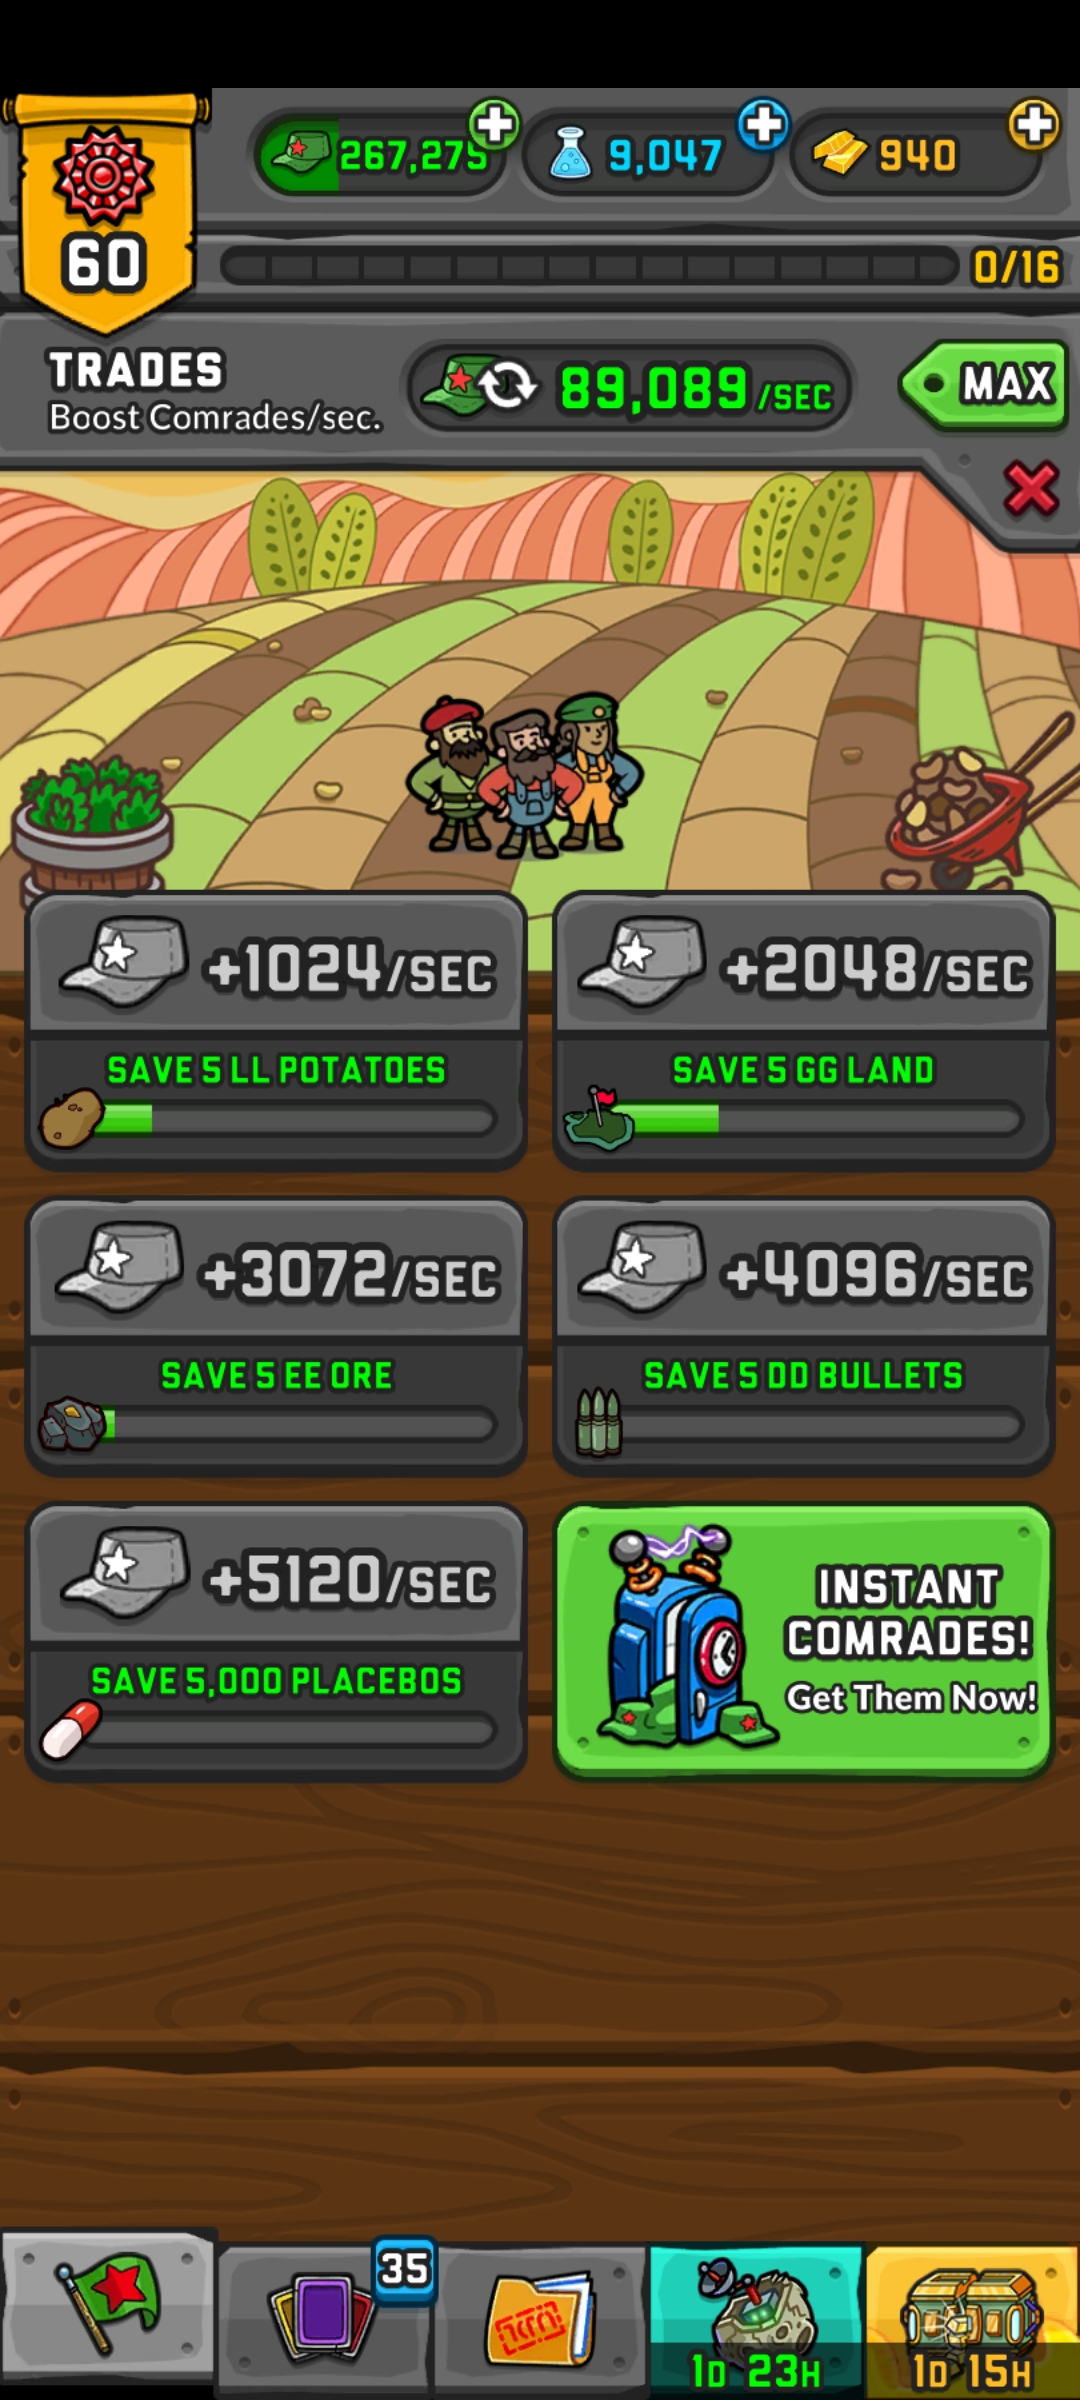 267,275
9,047
940
60
0/16
TRADES
Boost Comrades/sec.
89,089/SEC
MAX
+1024/SEC
SAVE 5 LL POTATOES
+2048/SEC
SAVE 5 GG LAND
+3072/SEC
SAVE 5 EE ORE
+4096/SEC
SAVE 5 DD BULLETS
+5120/SEC
SAVE 5,000 PLACEBOS
INSTANT
COMRADES!
Get Them Now!
35
1D 23H
1D 15H